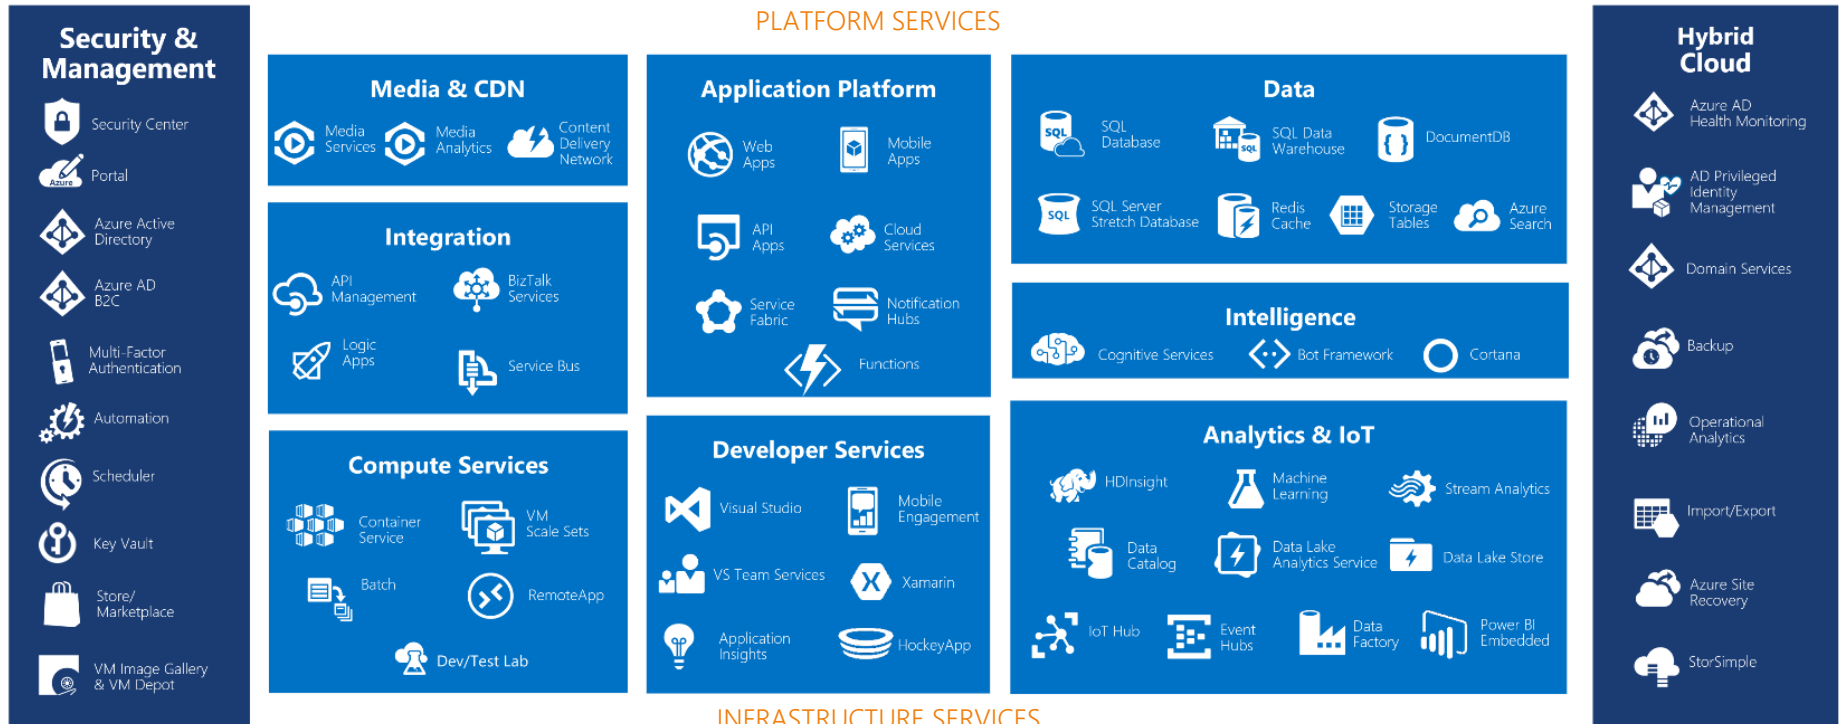 PLATFORM SERVICES
Security &
Management
Security Center
Azure
Portal
Azure Active
Directory
Azure AD
B2C
Multi-Factor
Authentication
Automation
Scheduler
Key Vault
Store/
Marketplace
VM Image Gallery
& VM Depot
Media & CDN
Media
Services
Media
Analytics
Content
Delivery
Network
Integration
API
Management
BizTalk
Services
Logic
Apps
Service Bus
Compute Services
Container
Service
VM
Scale Sets
Batch
RemoteApp
Dev/Test Lab
Application Platform
Web
Apps
Mobile
Apps
API
Apps
Cloud
Services
Service
Fabric
Notification
Hubs
Functions
Developer Services
Visual Studio
Mobile
Engagement
VS Team Services
X
Xamarin
Application
Insights
HockeyApp
Data
SQL
SQL
Database
SQL
SQL Data
Warehouse
{ }
DocumentDB
SQL
SQL Server
Stretch Database
Redis
Cache
Storage
Tables
Azure
Search
Intelligence
Cognitive Services
Bot Framework
Cortana
Analytics & IoT
HDInsight
Machine
Learning
Stream Analytics
Data
Catalog
Data Lake
Analytics Service
Data Lake Store
IoT Hub
Event
Hubs
Data
Factory
Power BI
Embedded
Hybrid
Cloud
Azure AD
Health Monitoring
AD Privileged
Identity
Management
Domain Services
Backup
Operational
Analytics
Import/Export
Azure Site
Recovery
StorSimple
INFRASTRUCTURE SERVICES